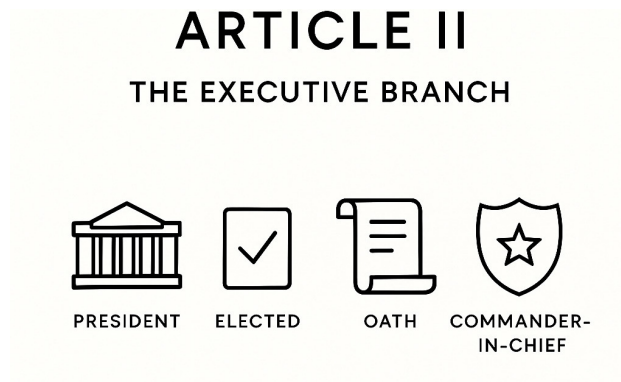 ARTICLE II
THE EXECUTIVE BRANCH
PRESIDENT
ELECTED
OATH
COMMANDER-
IN-CHIEF